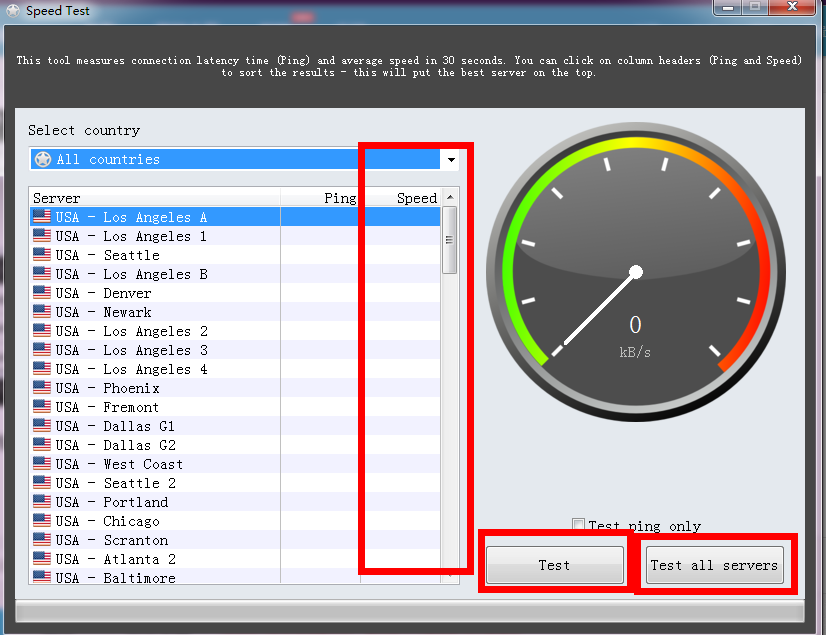 Speed Test
This tool measures connection latency time (Ping) and average speed in 30 seconds. You can click on column headers (Ping and Speed)
to sort the results - this will put the best server on the top.
Select country
All countries
Server Ping Speed
USA - Los Angeles A
USA - Los Angeles 1
USA - Seattle
USA - Los Angeles B
USA - Denver
USA - Newark
USA - Los Angeles 2
USA - Los Angeles 3
USA - Los Angeles 4
USA - Phoenix
USA - Fremont
USA - Dallas G1
USA - Dallas G2
USA - West Coast
USA - Seattle 2
USA - Portland
USA - Chicago
USA - Scranton
USA - Atlanta 2
USA - Baltimore
0
kB/s
Test ping only
Test
Test all servers